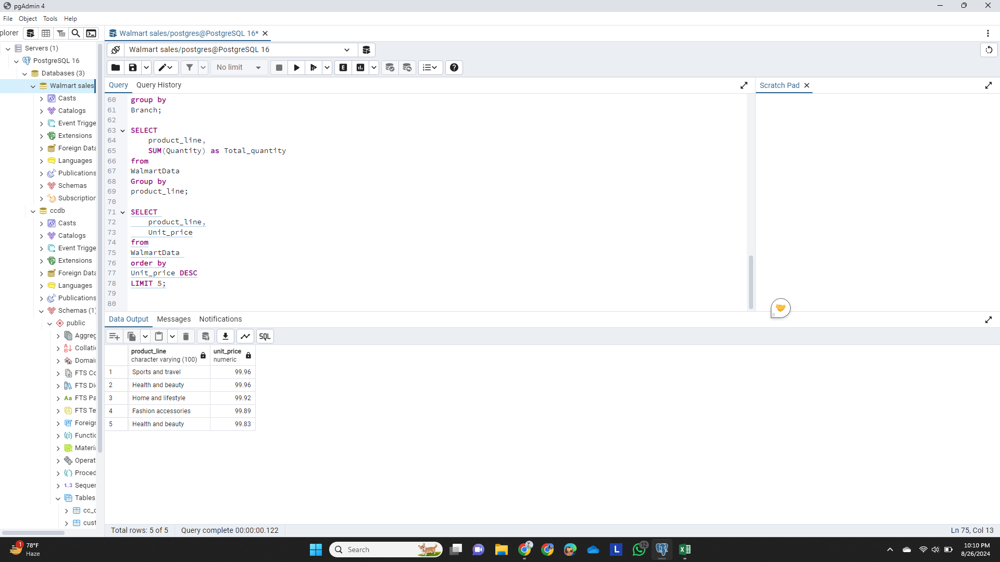 pgAdmin 4
File Object Tools Help
plorer
Walmart sales/postgres@PostgreSQL 16*
Servers (1)
PostgreSQL 16
Databases (3)
Walmart sales
Casts
Catalogs
Event Trigge
Extensions
Foreign Data
Languages
Publications
Schemas
Subscription
ccdb
Casts
Catalogs
Event Trigge
Extensions
Foreign Data
Languages
Publications
Schemas (1)
public
Aggreg
Collatio
Domain
FTS Co
FTS Di
FTS Pa
FTS Te
Foreign
Functio
Materia
Operat
Proced
1..3 Sequen
Tables
cc_c
cust
Walmart sales/postgres@PostgreSQL 16
No limit
E
Query Query History
Scratch Pad
60 group by
61 Branch;
62
63 SELECT
64 product_line,
65 SUM(Quantity) as Total_quantity
66 from
67 WalmartData
68 Group by
69 product_line;
70
71 SELECT
72 product_line,
73 Unit_price
74 from
75 WalmartData
76 order by
77 Unit_price DESC
78 LIMIT 5;
79
80
Data Output Messages Notifications
SQL
product_line
character varying (100)
unit_price
numeric
1 Sports and travel 99.96
2 Health and beauty 99.96
3 Home and lifestyle 99.92
4 Fashion accessories 99.89
5 Health and beauty 99.83
Total rows: 5 of 5 Query complete 00:00:00.122 Ln 75, Col 13
1
78°F
Haze
Search
L
12
10:10 PM
8/26/2024